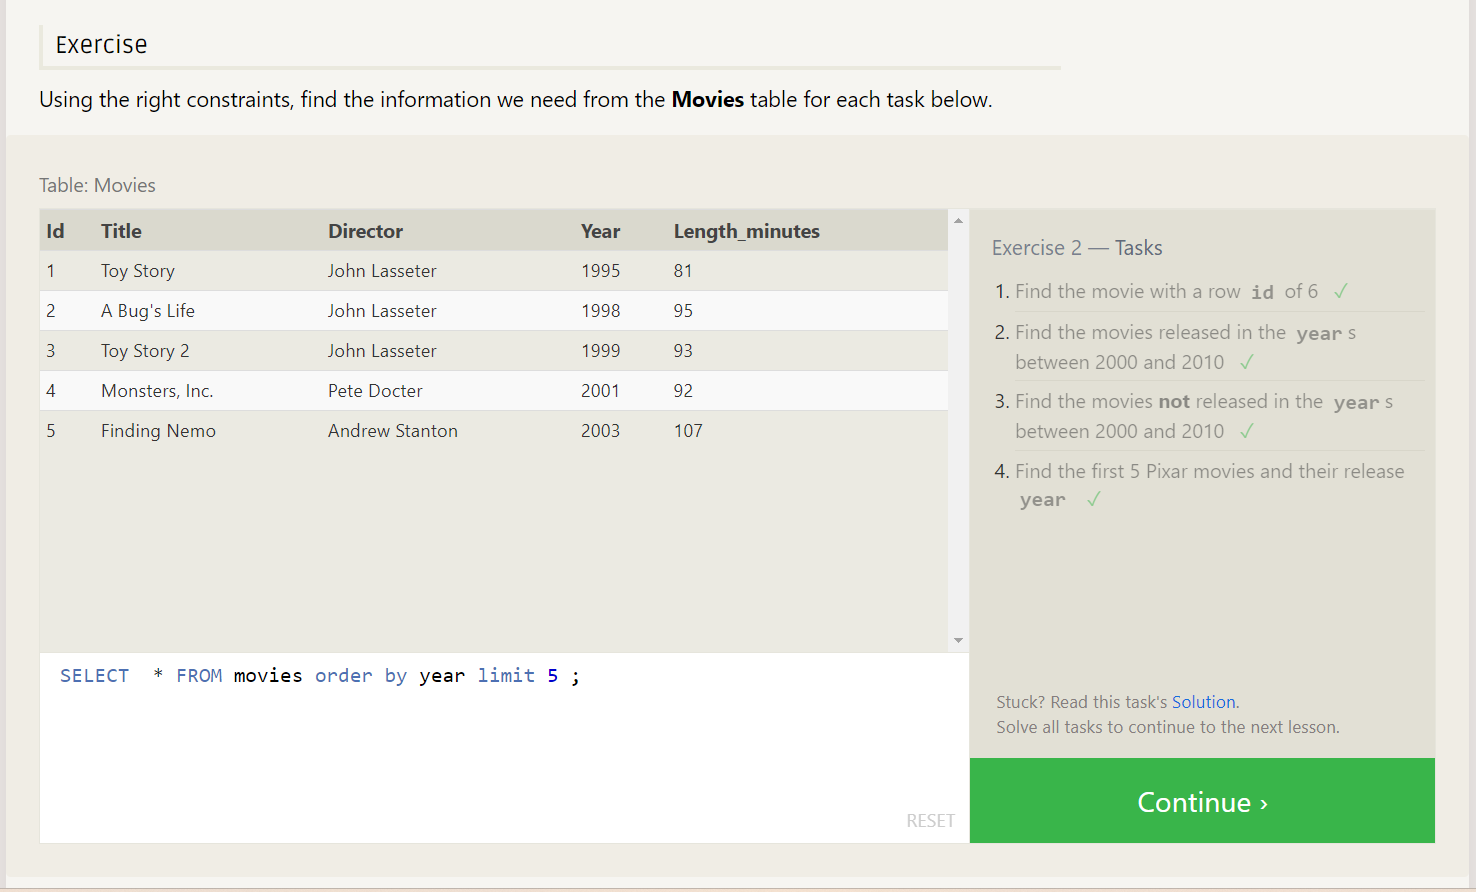 Exercise
Using the right constraints, find the information we need from the Movies table for each task below.
Table: Movies
Id Title Director Year Length_minutes
1 Toy Story John Lasseter 1995 81
2 A Bug's Life John Lasseter 1998 95
3 Toy Story 2 John Lasseter 1999 93
4 Monsters, Inc. Pete Docter 2001 92
5 Finding Nemo Andrew Stanton 2003 107
SELECT * FROM movies order by year limit 5 ;
RESET
Exercise 2 — Tasks
1. Find the movie with a row id of 6 ✓
2. Find the movies released in the year s
between 2000 and 2010 ✓
3. Find the movies not released in the year s
between 2000 and 2010 ✓
4. Find the first 5 Pixar movies and their release
year ✓
Stuck? Read this task's Solution.
Solve all tasks to continue to the next lesson.
Continue ›